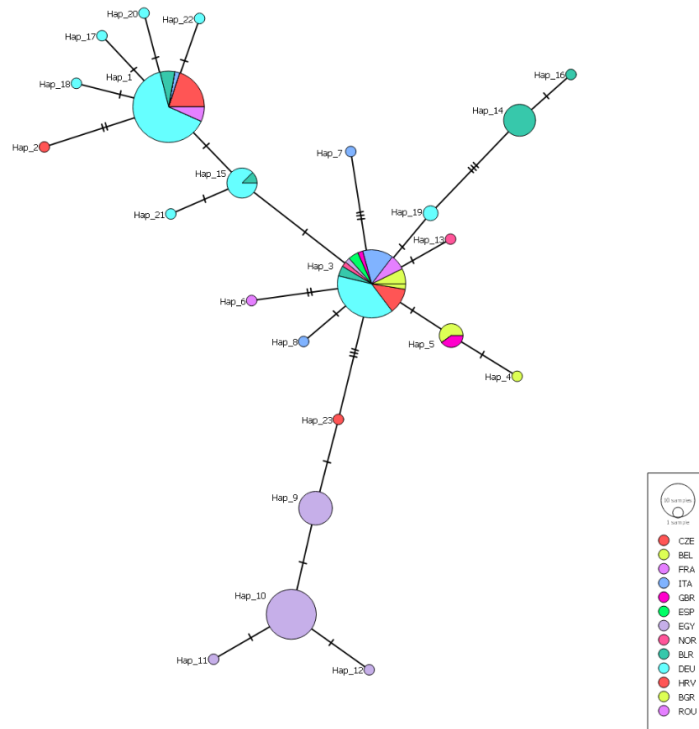 Hap_20
Hap_22
Hap_17
Hap_1
Hap_18
Hap_16
Hap_14
Hap_2
Hap_7
Hap_15
Hap_21
Hap_19
Hap_13
Hap_3
Hap_6
Hap_8
Hap_5
Hap_4
Hap_23
Hap_9
Hap_10
Hap_11
Hap_12
10 samples
1 sample
CZE
BEL
FRA
ITA
GBR
ESP
EGY
NOR
BLR
DEU
HRV
BGR
ROU